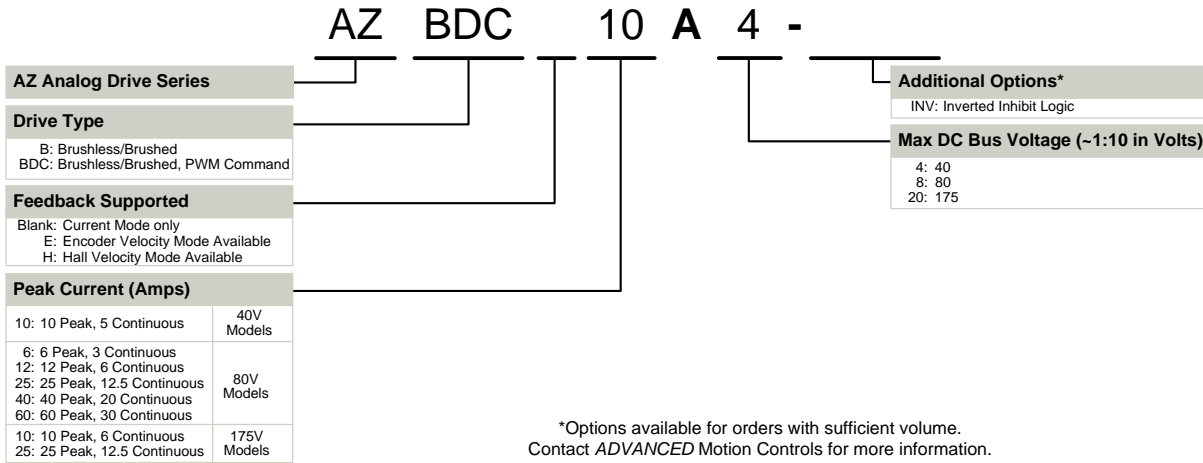 AZ BDC 10 A 4 -
AZ Analog Drive Series
Drive Type
B: Brushless/Brushed
BDC: Brushless/Brushed, PWM Command
Feedback Supported
Blank: Current Mode only
E: Encoder Velocity Mode Available
H: Hall Velocity Mode Available
Peak Current (Amps)
10: 10 Peak, 5 Continuous
40V
Models
6: 6 Peak, 3 Continuous
12: 12 Peak, 6 Continuous
25: 25 Peak, 12.5 Continuous
40: 40 Peak, 20 Continuous
60: 60 Peak, 30 Continuous
80V
Models
10: 10 Peak, 6 Continuous
25: 25 Peak, 12.5 Continuous
175V
Models
Additional Options*
INV: Inverted Inhibit Logic
Max DC Bus Voltage (~1:10 in Volts)
4: 40
8: 80
20: 175
*Options available for orders with sufficient volume.
Contact ADVANCED Motion Controls for more information.